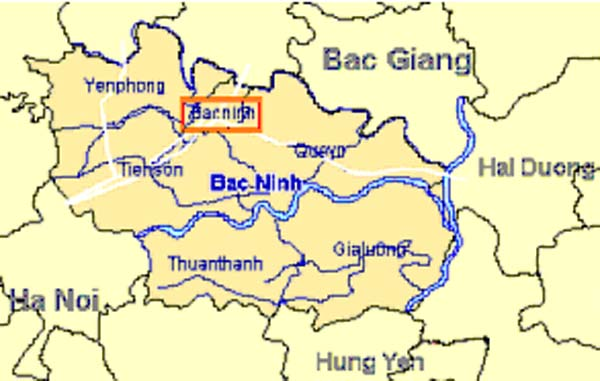 Bac Giang
Yenphong
Bacninh
Quevo
Hai Duong
Tienson
Bac Ninh
Thuanthanh
Gialuong
Ha Noi
Hung Yen